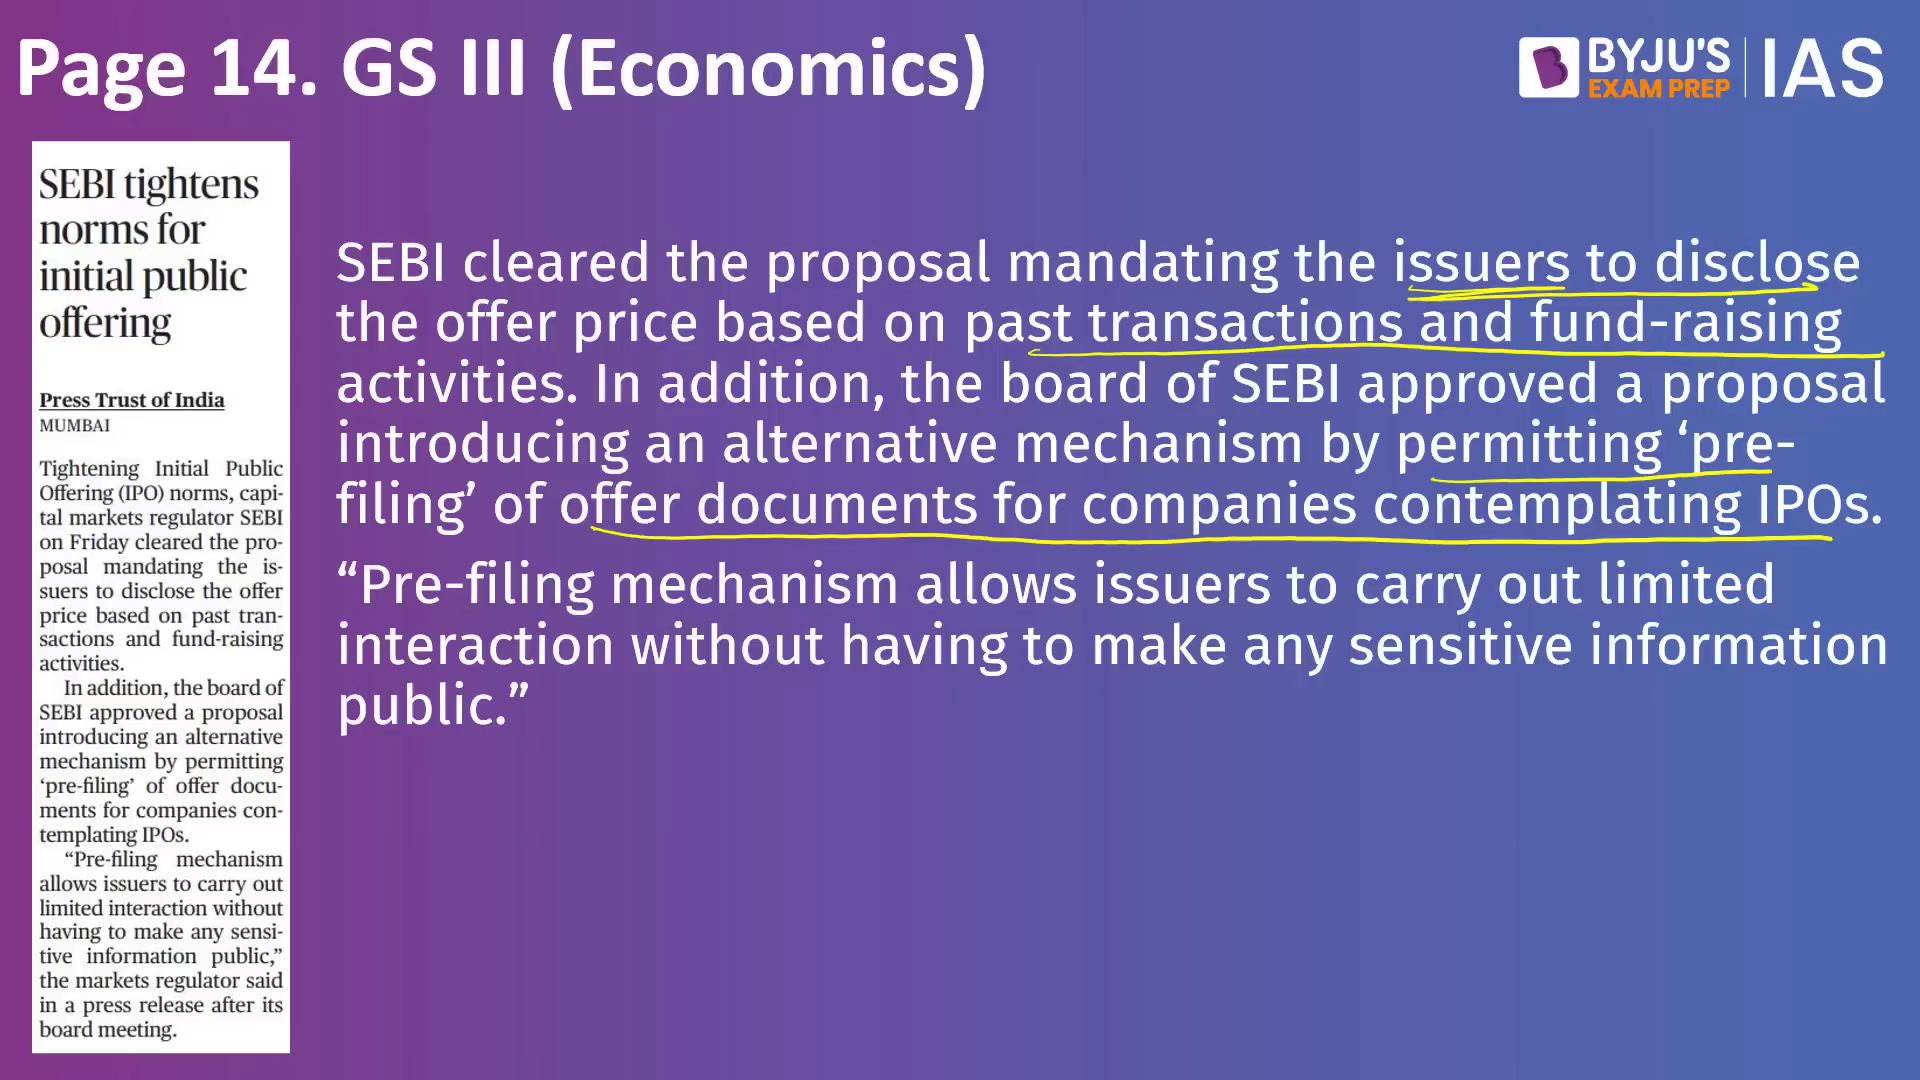 Page 14. GS III (Economics)
BYJU'S
EXAM PREP
IAS
SEBI tightens
norms for
initial public
offering
Press Trust of India
MUMBAI
Tightening Initial Public
Offering (IPO) norms, capi-
tal markets regulator SEBI
on Friday cleared the pro-
posal mandating the is-
suers to disclose the offer
price based on past tran-
sactions and fund-raising
activities.
In addition, the board of
SEBI approved a proposal
introducing an alternative
mechanism by permitting
‘pre-filing’ of offer docu-
ments for companies con-
templating IPOs.
“Pre-filing mechanism
allows issuers to carry out
limited interaction without
having to make any sensi-
tive information public,”
the markets regulator said
in a press release after its
board meeting.
SEBI cleared the proposal mandating the issuers to disclose
the offer price based on past transactions and fund-raising
activities. In addition, the board of SEBI approved a proposal
introducing an alternative mechanism by permitting ‘pre-
filing’ of offer documents for companies contemplating IPOs.
“Pre-filing mechanism allows issuers to carry out limited
interaction without having to make any sensitive information
public.”